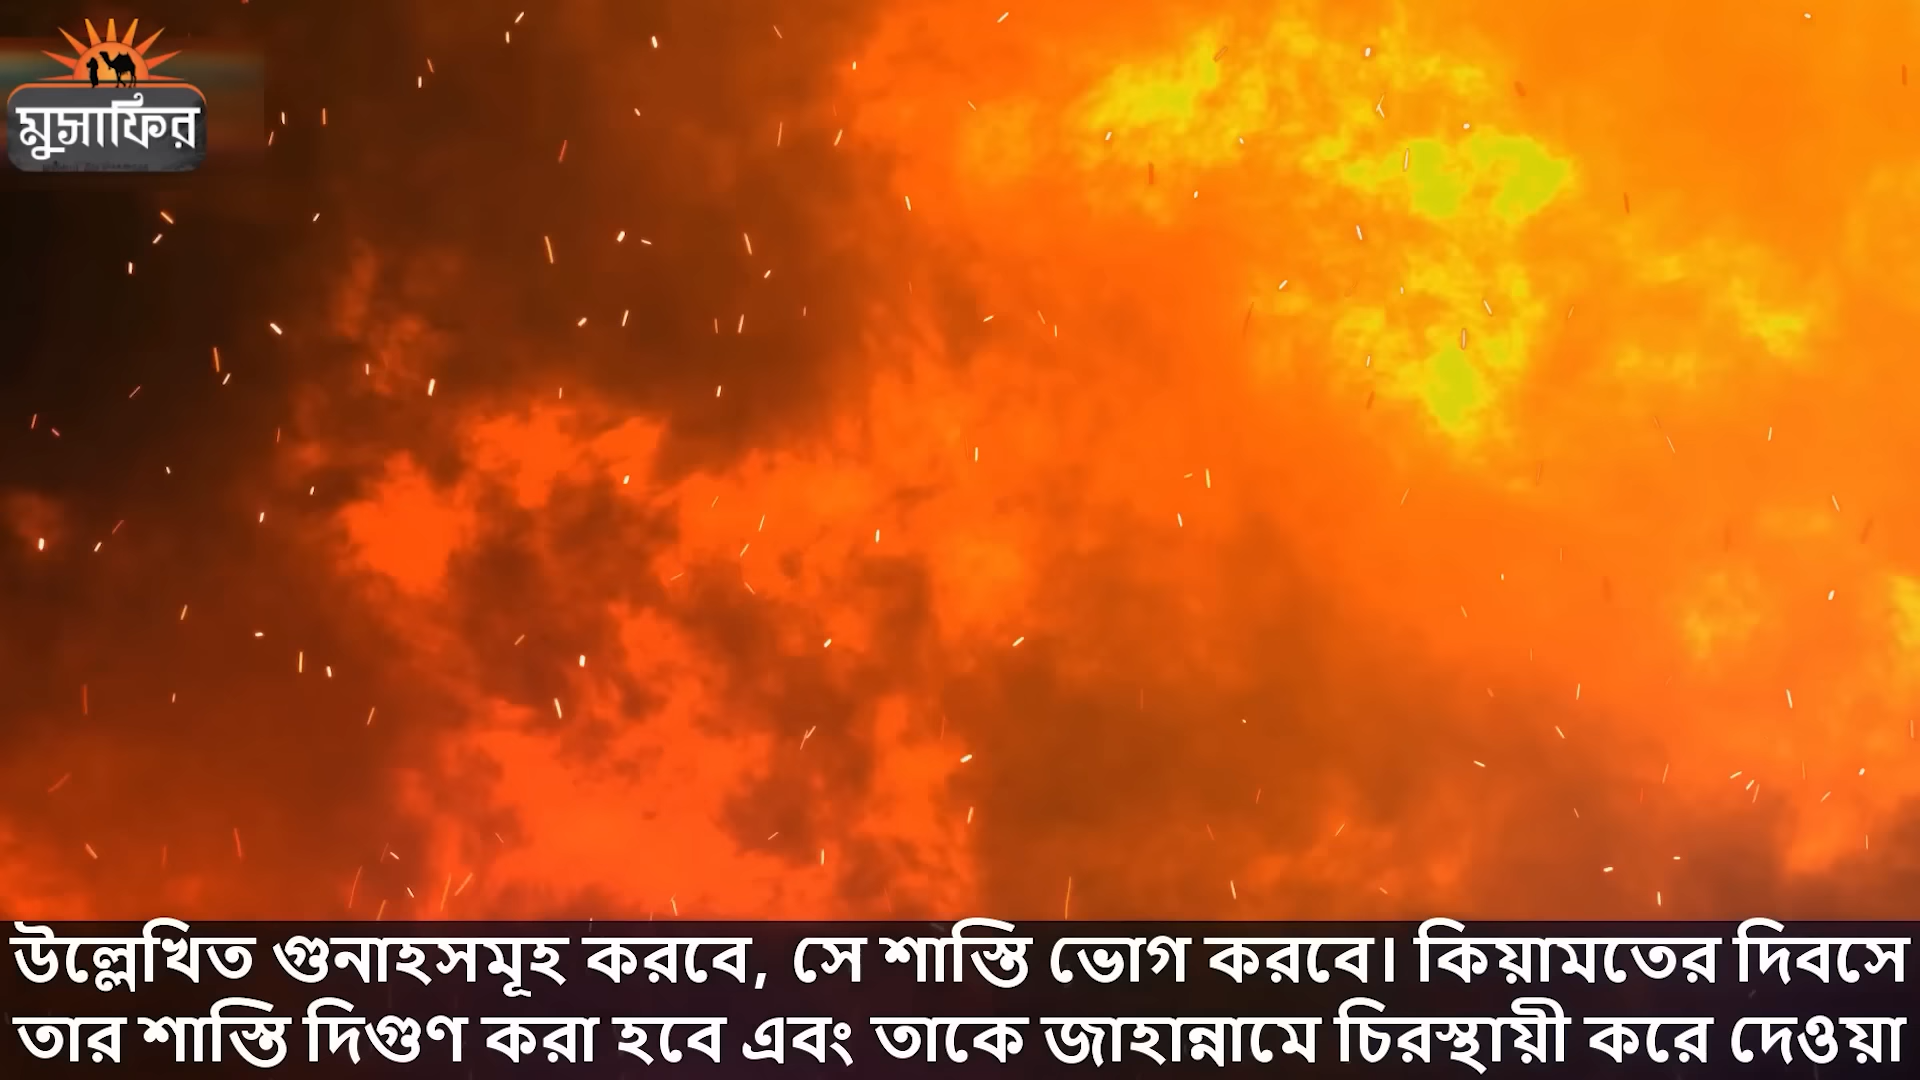 মুসাফির
উল্লেখিত গুনাহসমূহ করবে, সে শাস্তি ভোগ করবে। কিয়ামতের দিবসে
তার শাস্তি দিগুণ করা হবে এবং তাকে জাহান্নামে চিরস্থায়ী করে দেওয়া